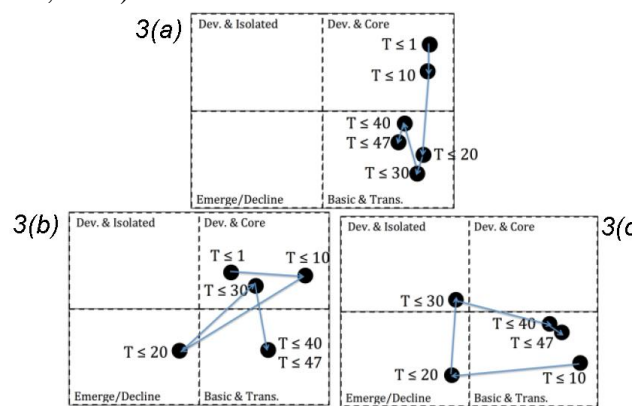 3(a)
Dev. & Isolated
Dev. & Core
T ≤ 1
T ≤ 10
T ≤ 40
T ≤ 47
T ≤ 20
T ≤ 30
Emerge/Decline
Basic & Trans.
3(b)
Dev. & Isolated
Dev. & Core
T ≤ 1
T ≤ 10
T ≤ 30
T ≤ 20
T ≤ 40
T ≤ 47
Emerge/Decline
Basic & Trans.
3(c
Dev. & Isolated
Dev. & Core
T ≤ 30
T ≤ 40
T ≤ 47
T ≤ 20
T ≤ 10
Emerge/Decline
Basic & Trans.